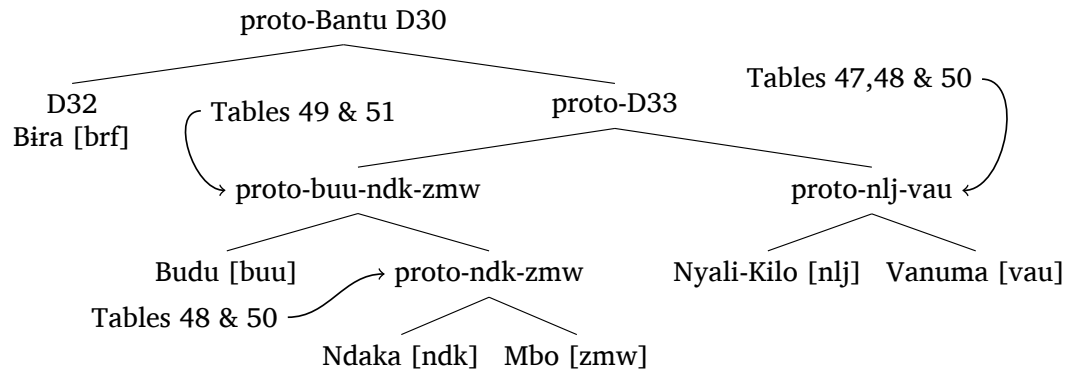 proto-Bantu D30
Tables 47,48 & 50
D32
Tables 49 & 51
proto-D33
Bɨra [brf]
proto-buu-ndk-zmw
proto-nlj-vau
Budu [buu]
proto-ndk-zmw
Nyali-Kilo [nlj]
Vanuma [vau]
Tables 48 & 50
Ndaka [ndk]
Mbo [zmw]